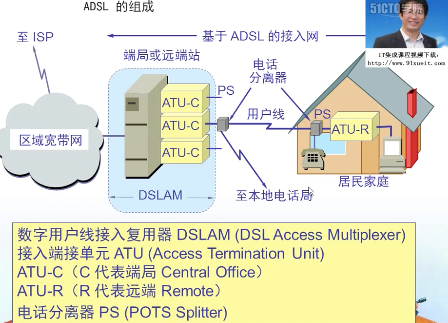 ADSL 的组成
51CTO学院
IT集成课程视频下载：
http://www.91xueit.com
至 ISP
基于 ADSL 的接入网
端局或远端站
电话
分离器
ATU-C
PS
ATU-C
用户线
PS
ATU-R
区域宽带网
ATU-C
居民家庭
DSLAM
至本地电话局
数字用户线接入复用器 DSLAM (DSL Access Multiplexer)
接入端接单元 ATU (Access Termination Unit)
ATU-C（C 代表端局 Central Office）
ATU-R（R 代表远端 Remote）
电话分离器 PS (POTS Splitter)